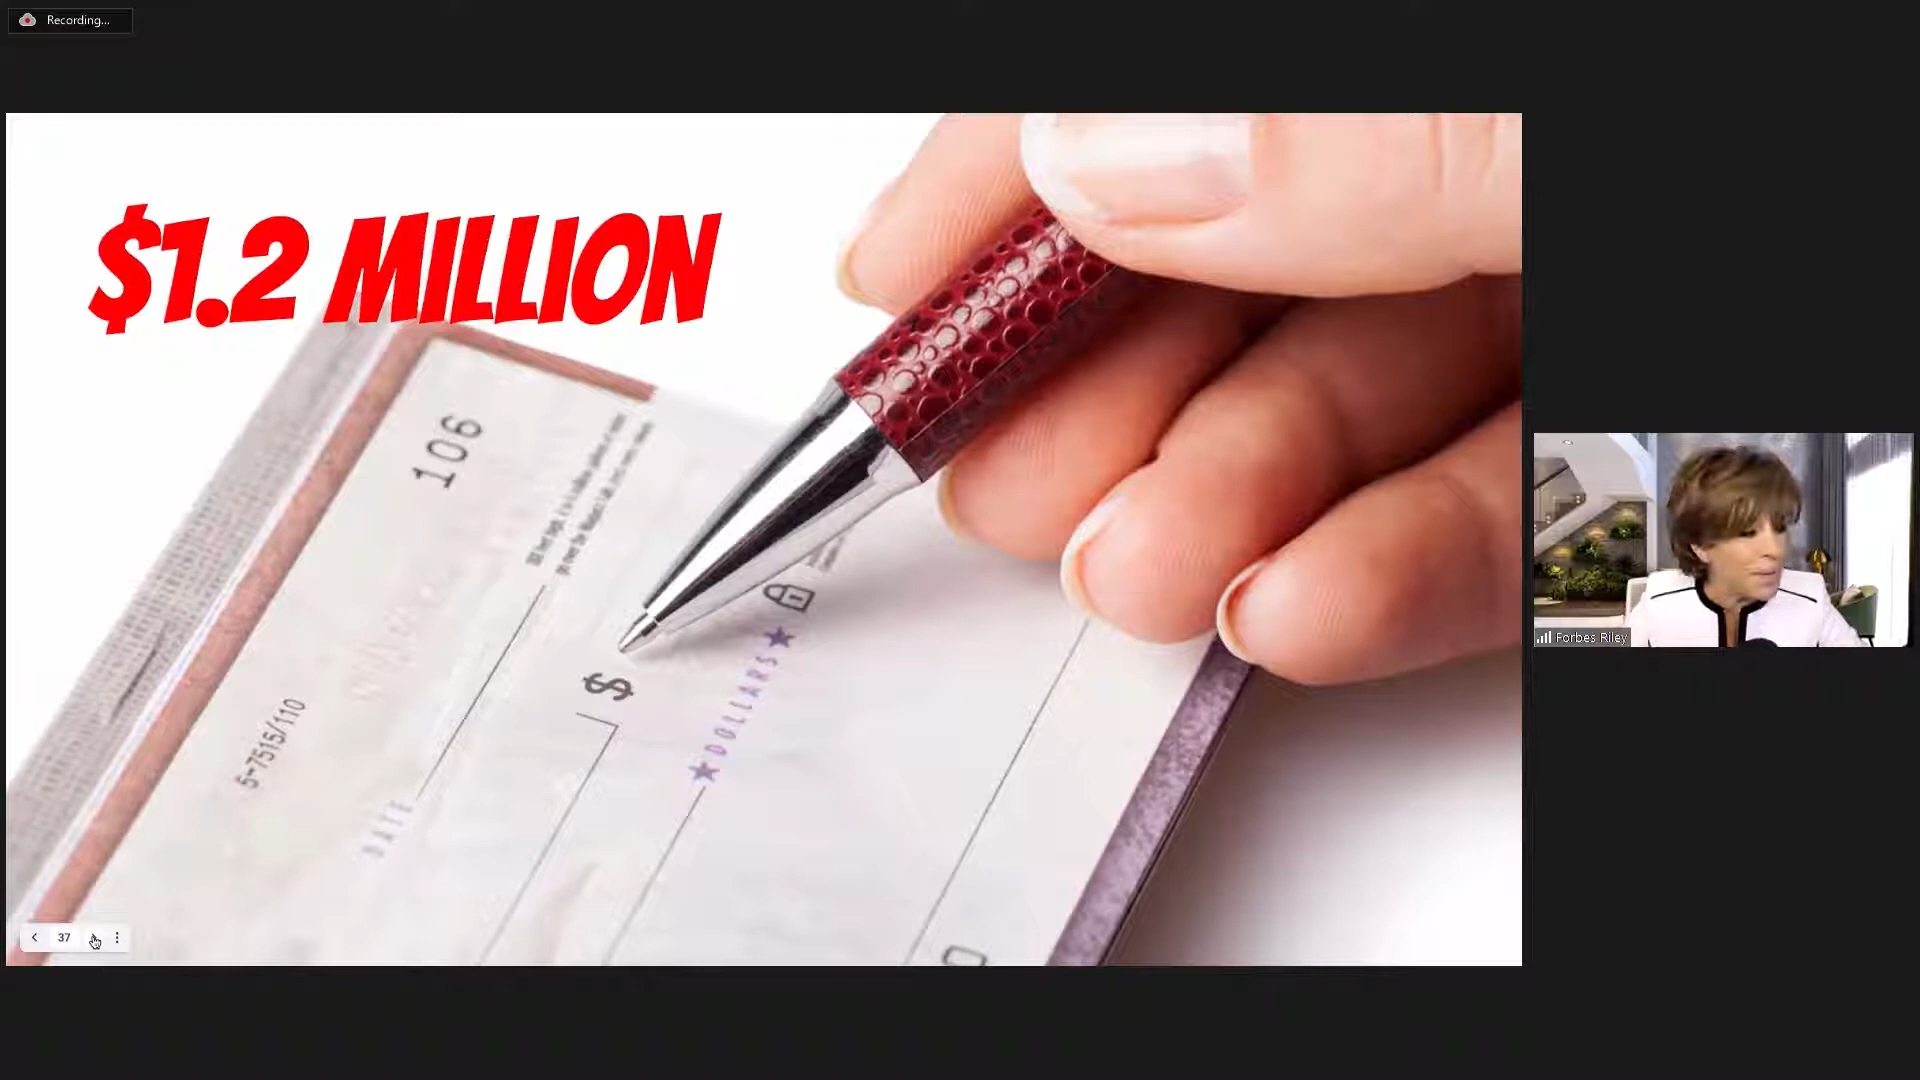 Recording...
$1.2 MILLION
106
5-7515/110
DATE
$
DOLLARS
Forbes Riley
37